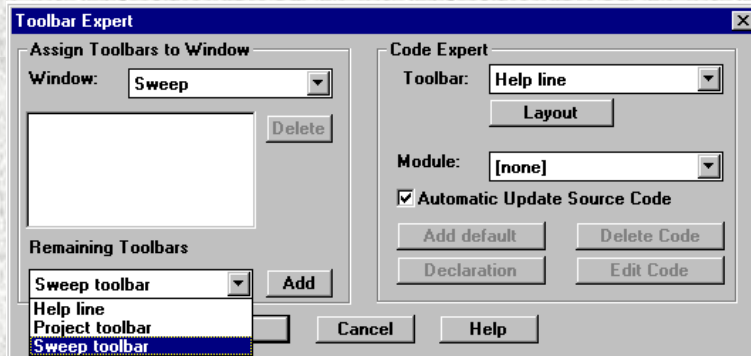 Toolbar Expert
Assign Toolbars to Window
Window: Sweep
Delete
Remaining Toolbars
Sweep toolbar Add
Help line
Project toolbar
Sweep toolbar
Code Expert
Toolbar: Help line
Layout
Module: [none]
Automatic Update Source Code
Add default Delete Code
Declaration Edit Code
Cancel Help